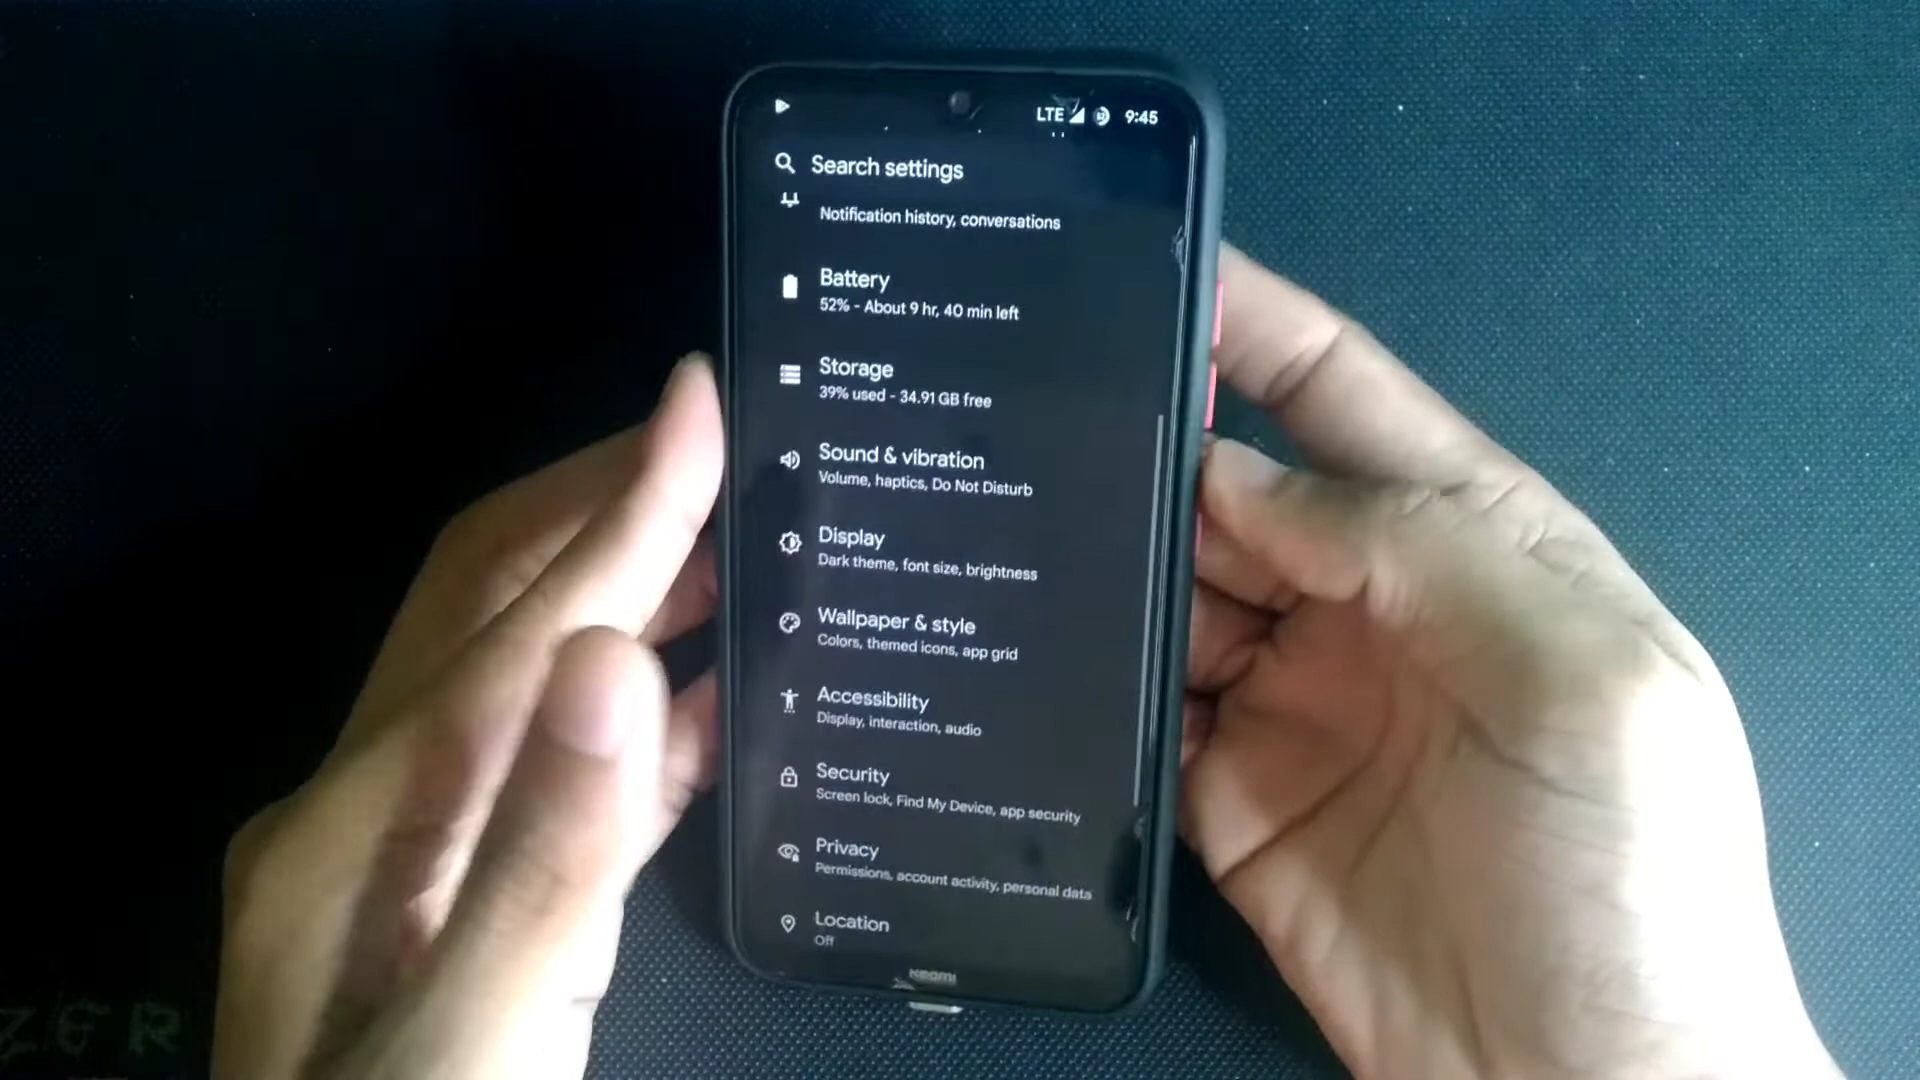 LTE 9:45
Search settings
Notification history, conversations
Battery
52% - About 9 hr, 40 min left
Storage
39% used - 34.91 GB free
Sound & vibration
Volume, haptics, Do Not Disturb
Display
Dark theme, font size, brightness
Wallpaper & style
Colors, themed icons, app grid
Accessibility
Display, interaction, audio
Security
Screen lock, Find My Device, app security
Privacy
Permissions, account activity, personal data
Location
Off